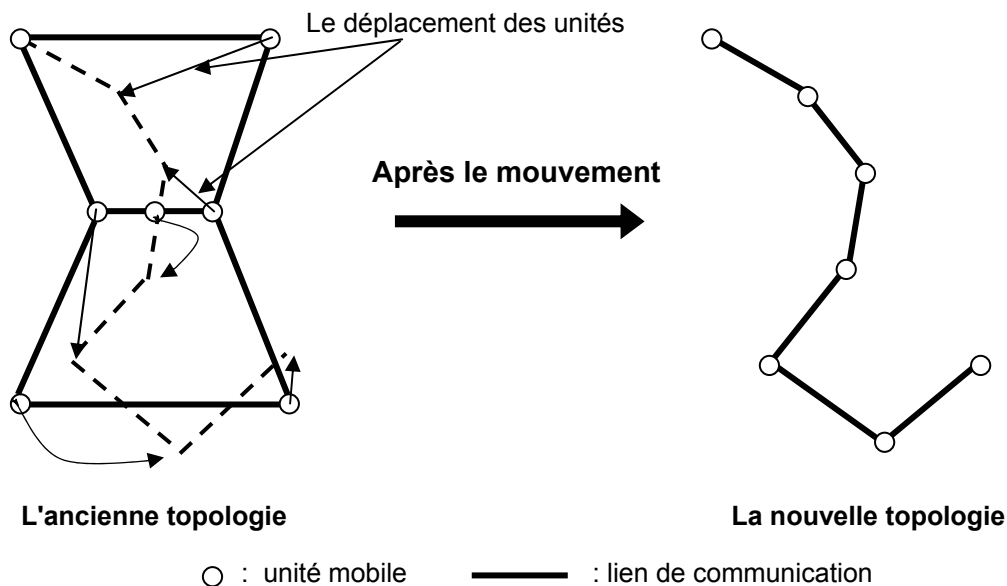 Le déplacement des unités
Après le mouvement
L'ancienne topologie
La nouvelle topologie
: unité mobile
: lien de communication